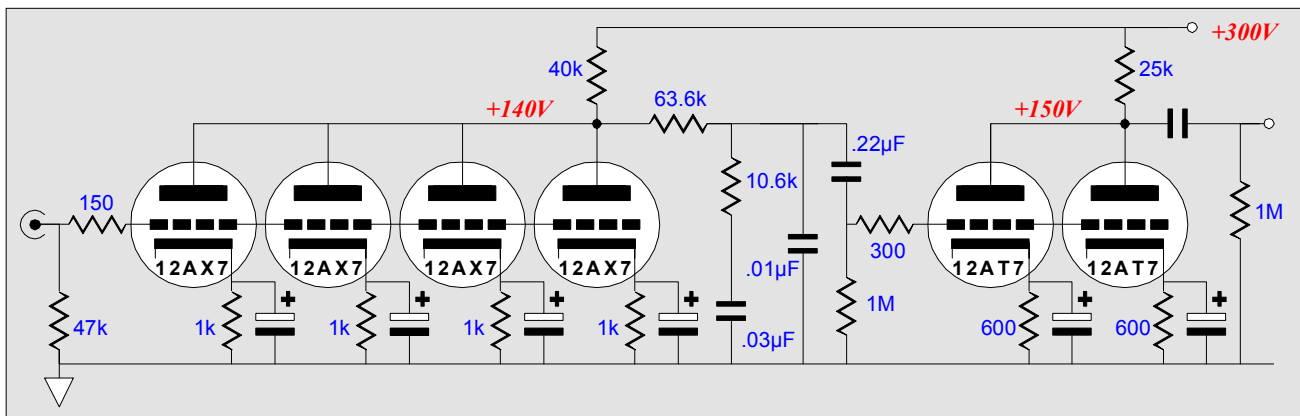 +300V
40k
25k
63.6k
+140V
+150V
.22µF
10.6k
150
1M
300
12AX7
12AX7
12AX7
12AX7
.01µF
12AT7
12AT7
+
+
+
+
+
+
47k
1k
1k
1k
1k
.03µF
1M
600
600